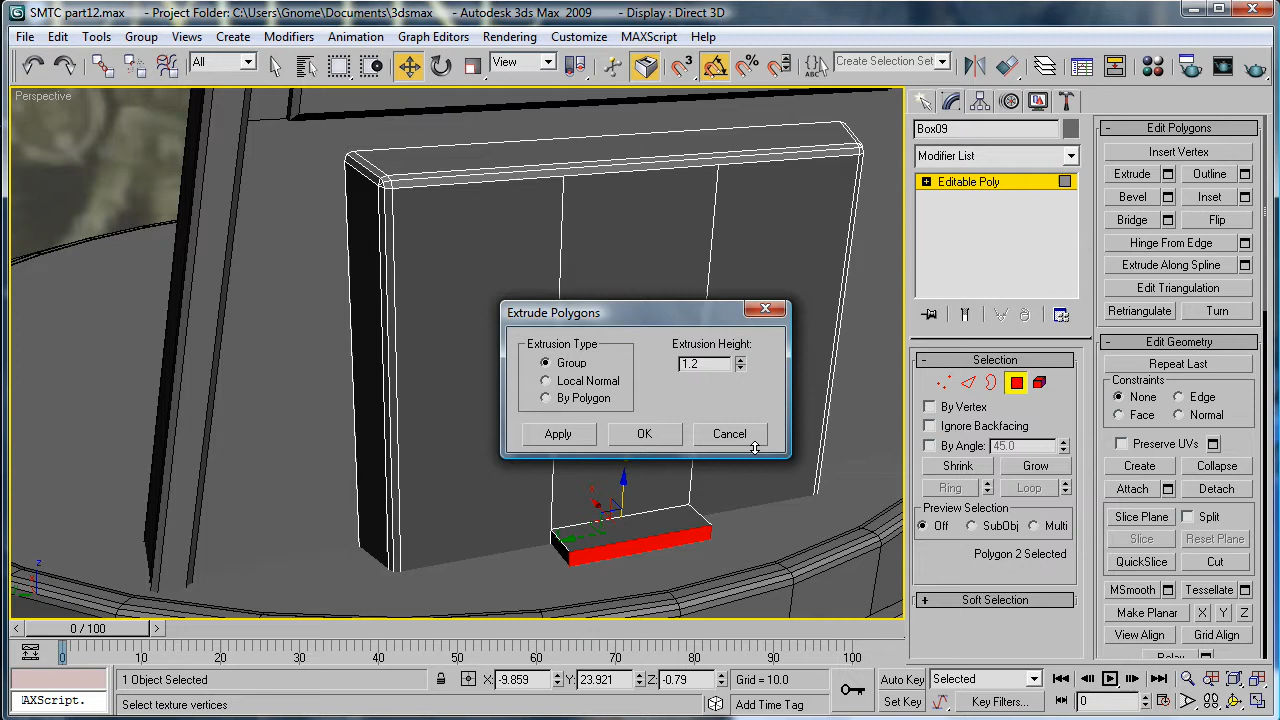 SMTC part12.max    - Project Folder: C:\Users\Gnome\Documents\3dsmax    - Autodesk 3ds Max  2009    - Display : Direct 3D
File Edit Tools Group Views Create Modifiers Animation Graph Editors Rendering Customize MAXScript Help
All View 3 % ABC Create Selection Set
Perspective
Box09
Modifier List
Editable Poly
Edit Polygons
Insert Vertex
Extrude Outline
Bevel Inset
Bridge Flip
Hinge From Edge
Extrude Along Spline
Edit Triangulation
Retriangulate Turn
Extrude Polygons
Extrusion Type
Group
Local Normal
By Polygon
Extrusion Height:
1.2
Apply OK Cancel
Selection
By Vertex
Ignore Backfacing
By Angle: 45.0
Shrink Grow
Ring Loop
Preview Selection
Off SubObj Multi
Polygon 2 Selected
Soft Selection
Edit Geometry
Repeat Last
Constraints
None Edge
Face Normal
Preserve UVs
Create Collapse
Attach Detach
Slice Plane Split
Slice Reset Plane
QuickSlice Cut
MSmooth Tessellate
Make Planar X Y Z
View Align Grid Align
Relax
z
0 / 100
0 10 20 30 40 50 60 70 80 90 100
AXScript.
1 Object Selected
X: -9.859 Y: 23.921 Z: -0.79 Grid = 10.0
Select texture vertices
Add Time Tag
Auto Key Selected
Set Key Key Filters...
0